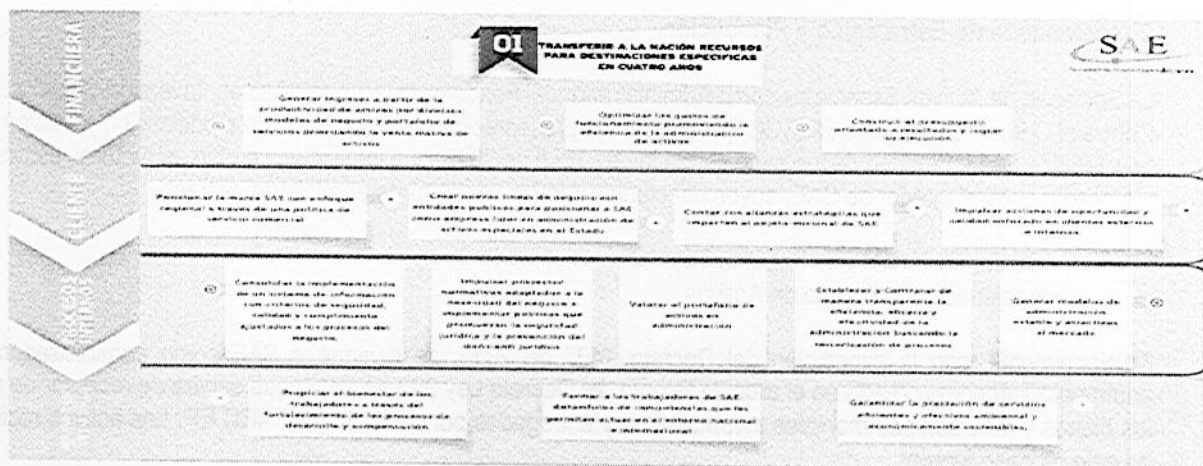 FINANCIERA
01
TRANSFERIR A LA NACIÓN RECURSOS
PARA DESTINACIONES ESPECÍFICAS
EN CUATRO AÑOS
SAE
Generar ingresos a partir de la
productividad de activos por
modelos de negocio y portafolio de
servicios la venta masiva de
activos
Optimizar los gastos de
funcionamiento promoviendo la
eficiencia de la administración
de activos
Construir el presupuesto
orientado a resultados y lograr
su ejecución
CLIENTE
Posicionar la marca SAE con enfoque
regional a través de una política de
servicio comercial
Crear nuevas líneas de negocio con
entidades públicas para posicionar a SAE
como empresa líder en administración de
activos especiales en el Estado
Contar con alianzas estratégicas que
impacten el objeto misional de SAE
Impulsar acciones de oportunidad y
calidad enfocado en clientes externos
e internos
PROCESOS
INTERNOS
Consolidar la implementación
de un sistema de información
con criterios de seguridad,
calidad y cumplimiento
ajustados a los procesos del
negocio
Impulsar proyectos
normativos adaptados a la
necesidad del negocio e
implementar políticas que
promuevan la seguridad
jurídica y la prevención del
daño antijurídico
Valorar el portafolio de
activos en
administración
Establecer y Controlar de
manera transparente la
eficiencia, eficacia y
efectividad de la
administración buscando la
tercerización de procesos
Generar modelos de
administración
estable y atractivos
al mercado
Propiciar el bienestar de los
trabajadores a través del
fortalecimiento de los procesos de
desarrollo y compensación
Formar a los trabajadores de SAE
dotándolos de competencias que les
permitan actuar en el entorno nacional
e internacional
Garantizar la prestación de servicios
eficientes y efectivos ambiental y
económicamente sostenibles.